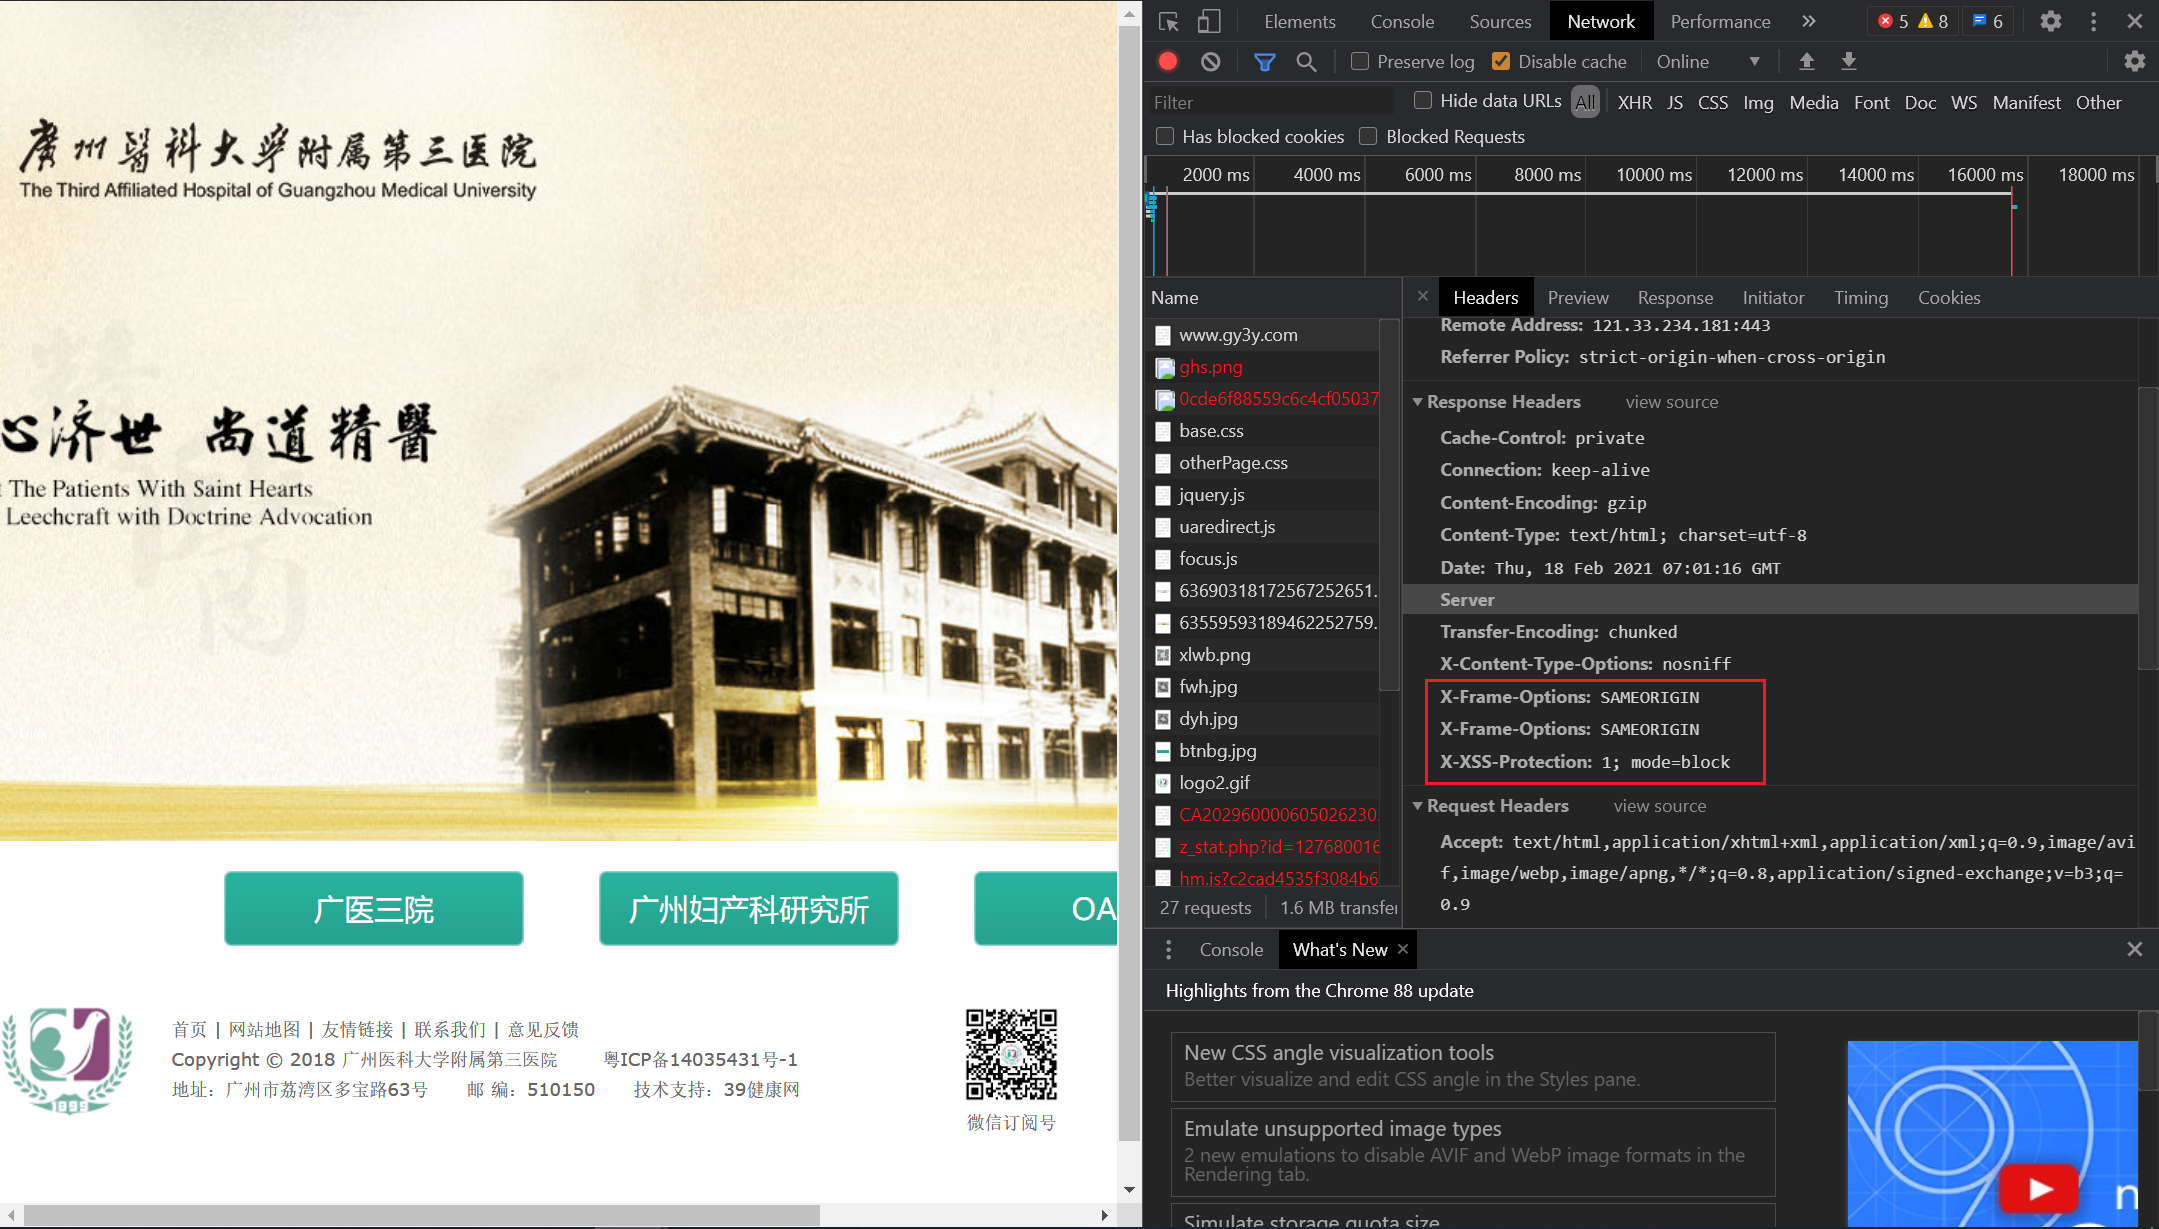 廣州醫科大学附属第三医院
The Third Affiliated Hospital of Guangzhou Medical University
心济世 尚道精醫
The Patients With Saint Hearts
Leechcraft with Doctrine Advocation
广医三院
广州妇产科研究所
OA
首页 | 网站地图 | 友情链接 | 联系我们 | 意见反馈
Copyright © 2018 广州医科大学附属第三医院 粤ICP备14035431号-1
地址：广州市荔湾区多宝路63号 邮 编：510150 技术支持：39健康网
1899
微信订阅号
Elements Console Sources Network Performance » 5 8 6
Preserve log Disable cache Online
Filter Hide data URLs All XHR JS CSS Img Media Font Doc WS Manifest Other
Has blocked cookies Blocked Requests
2000 ms 4000 ms 6000 ms 8000 ms 10000 ms 12000 ms 14000 ms 16000 ms 18000 ms
Name
www.gy3y.com
ghs.png
0cde6f88559c6c4cf05037
base.css
otherPage.css
jquery.js
uaredirect.js
focus.js
63690318172567252651.
63559593189462252759.
xlwb.png
fwh.jpg
dyh.jpg
btnbg.jpg
logo2.gif
CA202960000605026230
z_stat.php?id=127680016
hm.js?c2cad4535f3084b6
27 requests 1.6 MB transfer
Headers Preview Response Initiator Timing Cookies
Remote Address: 121.33.234.181:443
Referrer Policy: strict-origin-when-cross-origin
Response Headers view source
Cache-Control: private
Connection: keep-alive
Content-Encoding: gzip
Content-Type: text/html; charset=utf-8
Date: Thu, 18 Feb 2021 07:01:16 GMT
Server
Transfer-Encoding: chunked
X-Content-Type-Options: nosniff
X-Frame-Options: SAMEORIGIN
X-Frame-Options: SAMEORIGIN
X-XSS-Protection: 1; mode=block
Request Headers view source
Accept: text/html,application/xhtml+xml,application/xml;q=0.9,image/avi
f,image/webp,image/apng,*/*;q=0.8,application/signed-exchange;v=b3;q=
0.9
Console What's New
Highlights from the Chrome 88 update
New CSS angle visualization tools
Better visualize and edit CSS angle in the Styles pane.
Emulate unsupported image types
2 new emulations to disable AVIF and WebP image formats in the
Rendering tab.
Simulate storage quota size